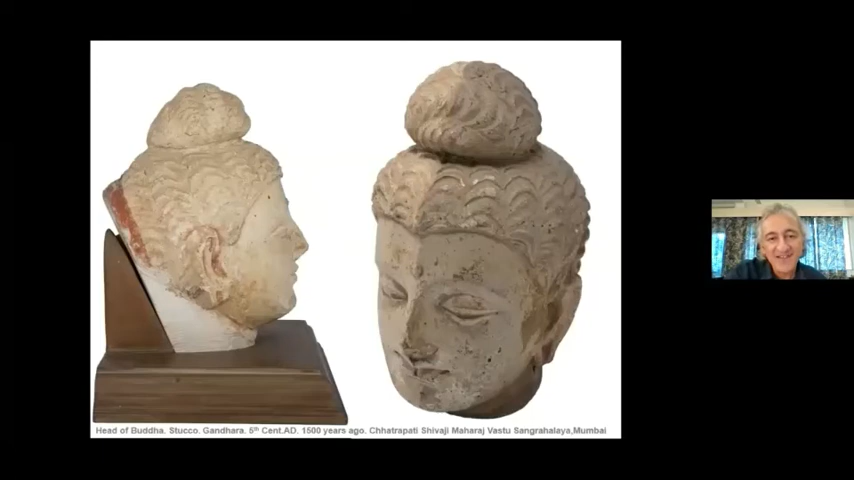 Head of Buddha. Stucco. Gandhara. 5th Cent.AD. 1500 years ago. Chhatrapati Shivaji Maharaj Vastu Sangrahalaya,Mumbai